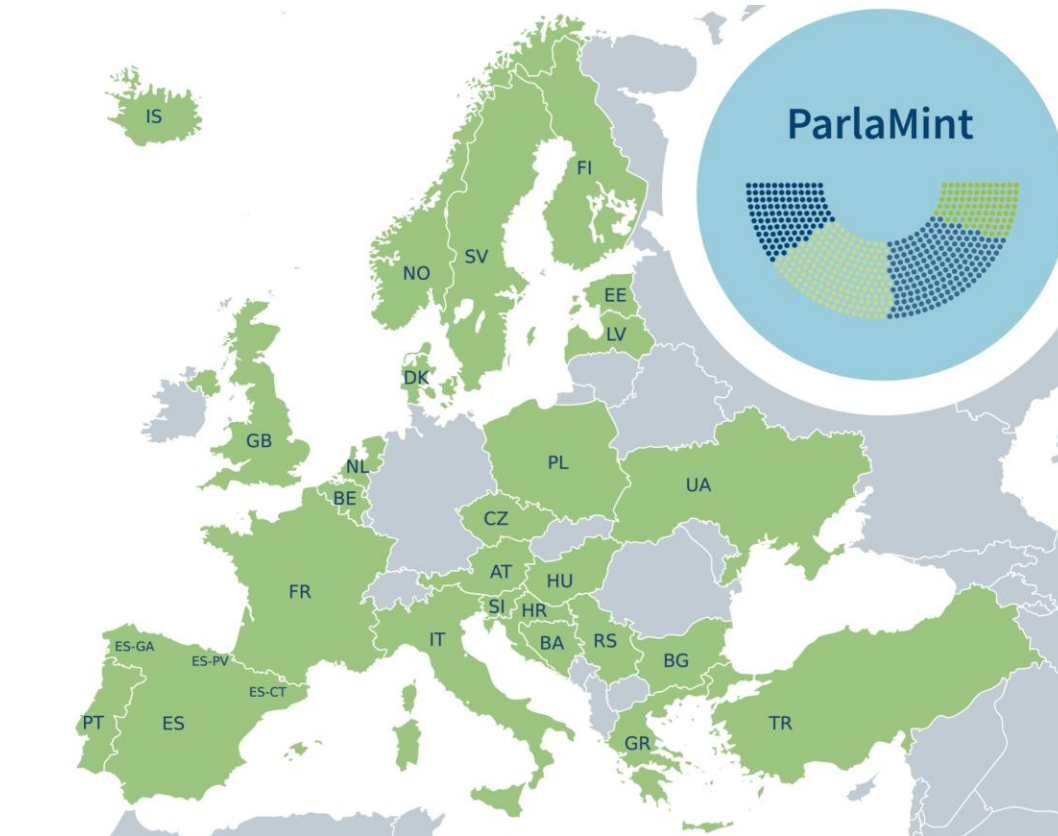 ParlaMint
IS
FI
NO
SV
EE
LV
DK
GB
NL
BE
PL
UA
CZ
AT
HU
FR
SI
HR
IT
BA
RS
BG
ES-GA
ES-PV
ES-CT
PT
ES
GR
TR